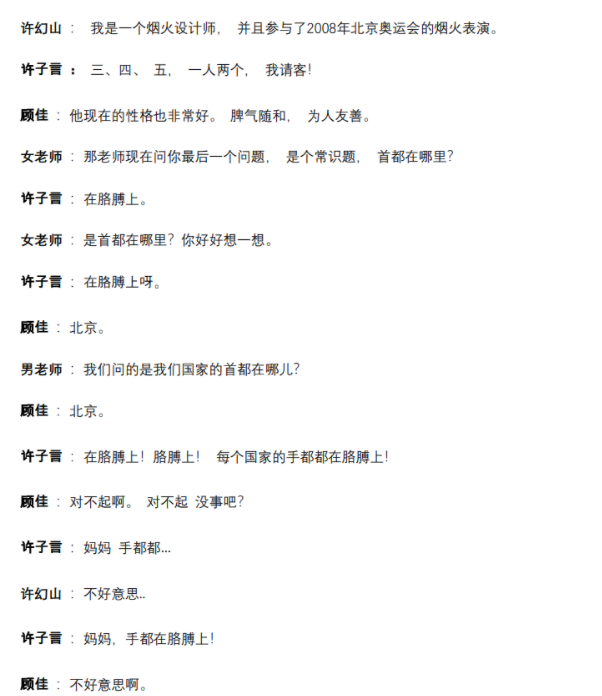 许幻山 ： 我是一个烟火设计师， 并且参与了2008年北京奥运会的烟火表演。
许子言 ： 三、四、 五， 一人两个， 我请客！
顾佳 ： 他现在的性格也非常好。 脾气随和， 为人友善。
女老师 ： 那老师现在问你最后一个问题， 是个常识题， 首都在哪里？
许子言 ： 在胳膊上。
女老师 ： 是首都在哪里？你好好想一想。
许子言 ： 在胳膊上呀。
顾佳 ： 北京。
男老师 ： 我们问的是我们国家的首都在哪儿？
顾佳 ： 北京。
许子言 ： 在胳膊上！胳膊上！ 每个国家的手都都在胳膊上！
顾佳 ： 对不起啊。 对不起 没事吧？
许子言 ： 妈妈 手都都...
许幻山 ： 不好意思..
许子言 ： 妈妈，手都在胳膊上！
顾佳 ： 不好意思啊。